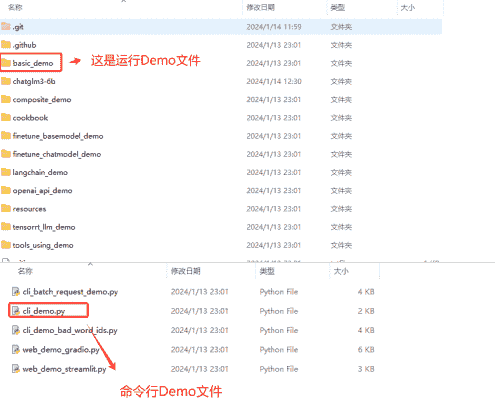 名称 修改日期 类型 大小
.git 2024/1/14 11:59 文件夹
.github 2024/1/13 23:01 文件夹
basic_demo 这是运行Demo文件 2024/1/13 23:01 文件夹
chatglm3-6b 2024/1/14 12:30 文件夹
composite_demo 2024/1/13 23:01 文件夹
cookbook 2024/1/13 23:01 文件夹
finetune_basemodel_demo 2024/1/13 23:01 文件夹
finetune_chatmodel_demo 2024/1/13 23:01 文件夹
langchain_demo 2024/1/13 23:01 文件夹
openai_api_demo 2024/1/13 23:01 文件夹
resources 2024/1/13 23:01 文件夹
tensorrt_llm_demo 2024/1/13 23:01 文件夹
tools_using_demo 2024/1/13 23:01 文件夹
名称 修改日期 类型 大小
cli_batch_request_demo.py 2024/1/13 23:01 Python File 4 KB
cli_demo.py 2024/1/13 23:01 Python File 2 KB
cli_demo_bad_word_ids.py 2024/1/13 23:01 Python File 4 KB
web_demo_gradio.py 2024/1/13 23:01 Python File 6 KB
web_demo_streamlit.py 2024/1/13 23:01 Python File 3 KB
命令行Demo文件